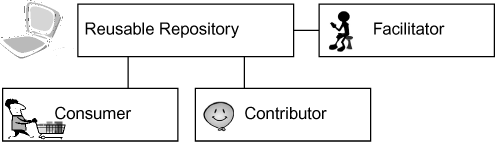 Reusable Repository
Facilitator
Consumer
Contributor